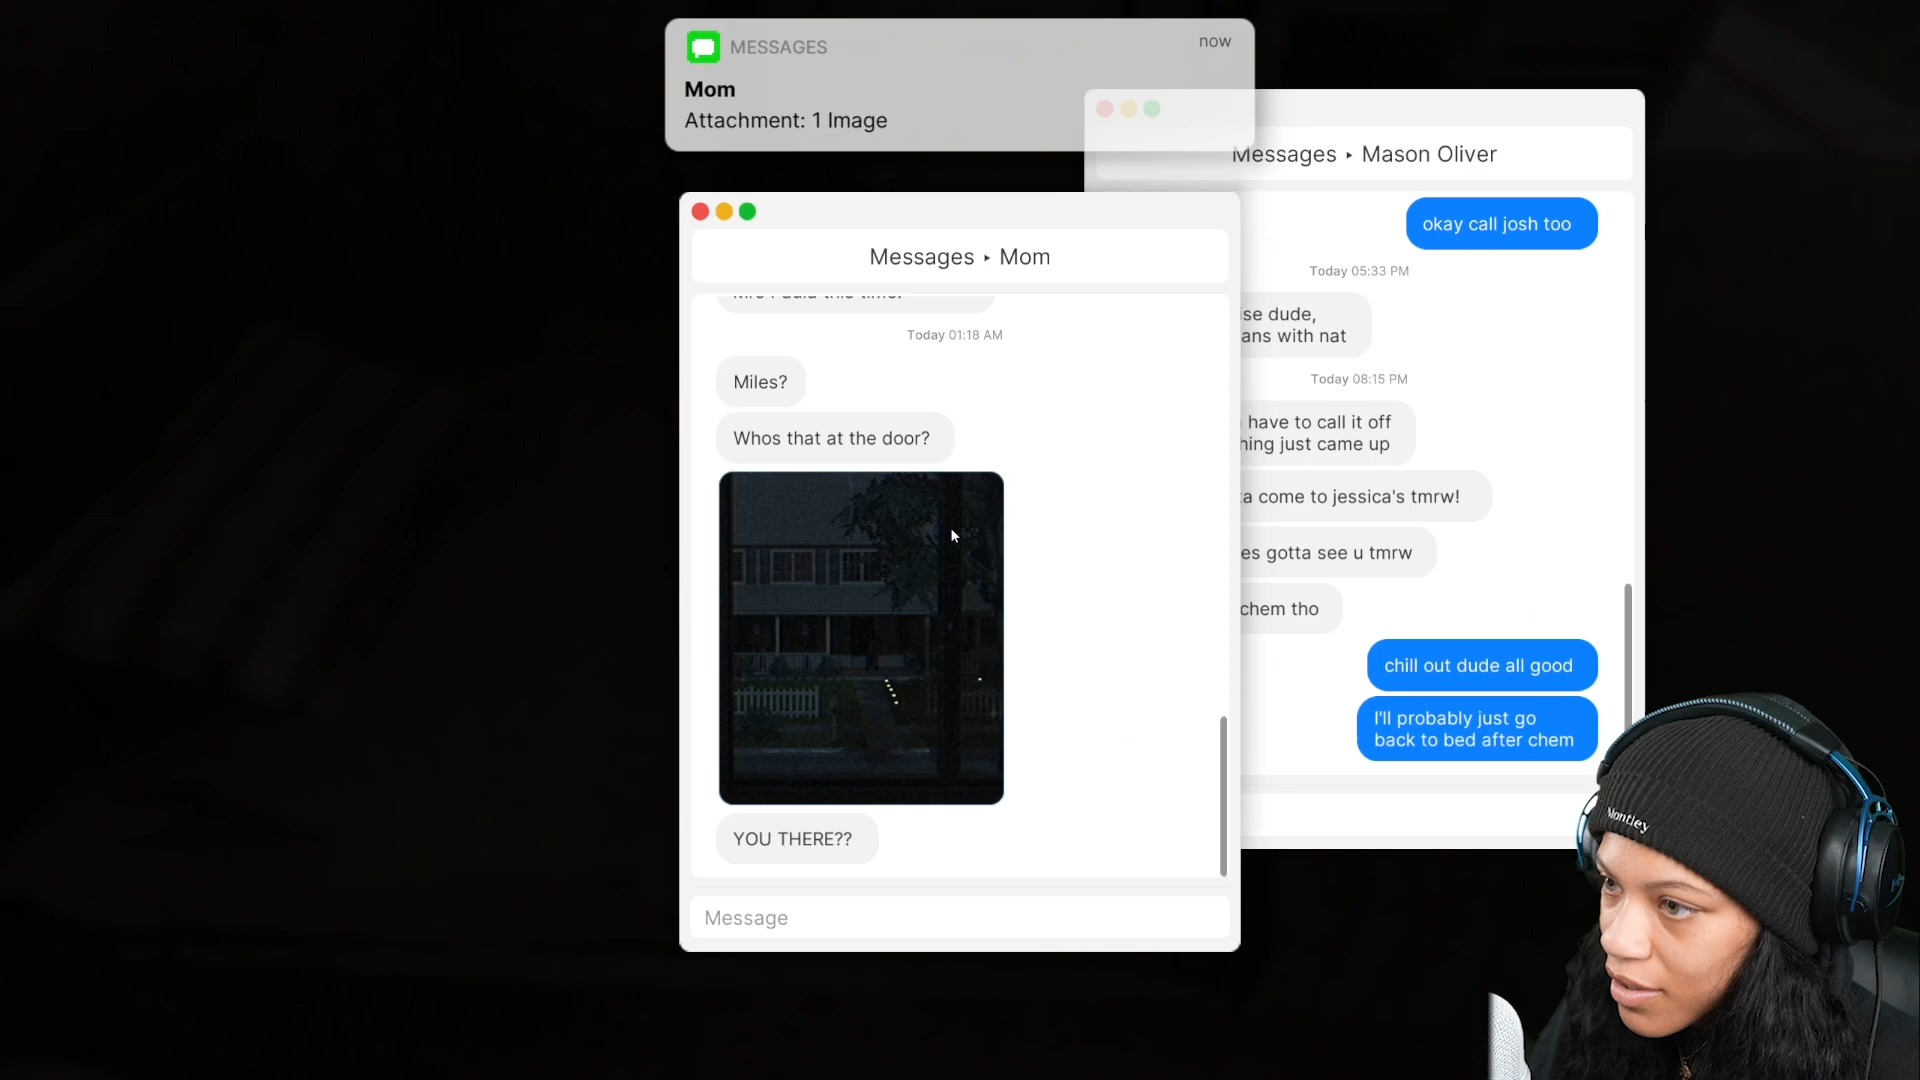 MESSAGES
now
Mom
Attachment: 1 Image
Messages ▸ Mason Oliver
okay call josh too
Today 05:33 PM
se dude,
ans with nat
Today 08:15 PM
have to call it off
hing just came up
a come to jessica's tmrw!
es gotta see u tmrw
chem tho
chill out dude all good
I'll probably just go
back to bed after chem
Messages ▸ Mom
Today 01:18 AM
Miles?
Whos that at the door?
YOU THERE??
Message
Montley